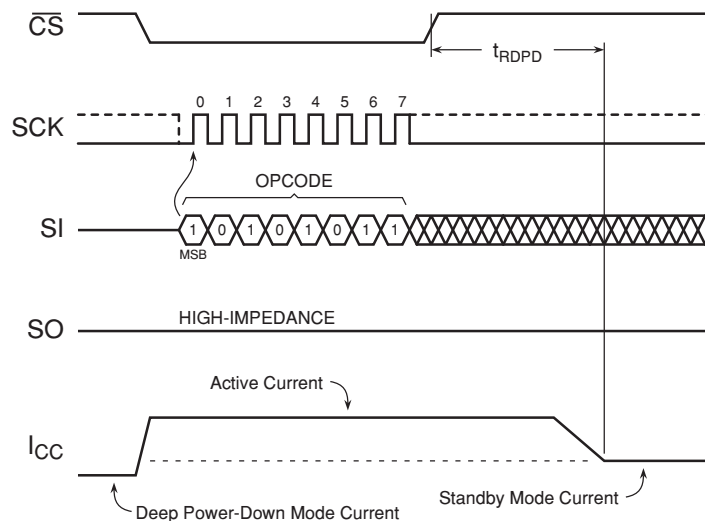 CS
tRDPD
0 1 2 3 4 5 6 7
SCK
OPCODE
SI
1 0 1 0 1 0 1 1
MSB
SO
HIGH-IMPEDANCE
Active Current
ICC
Standby Mode Current
Deep Power-Down Mode Current